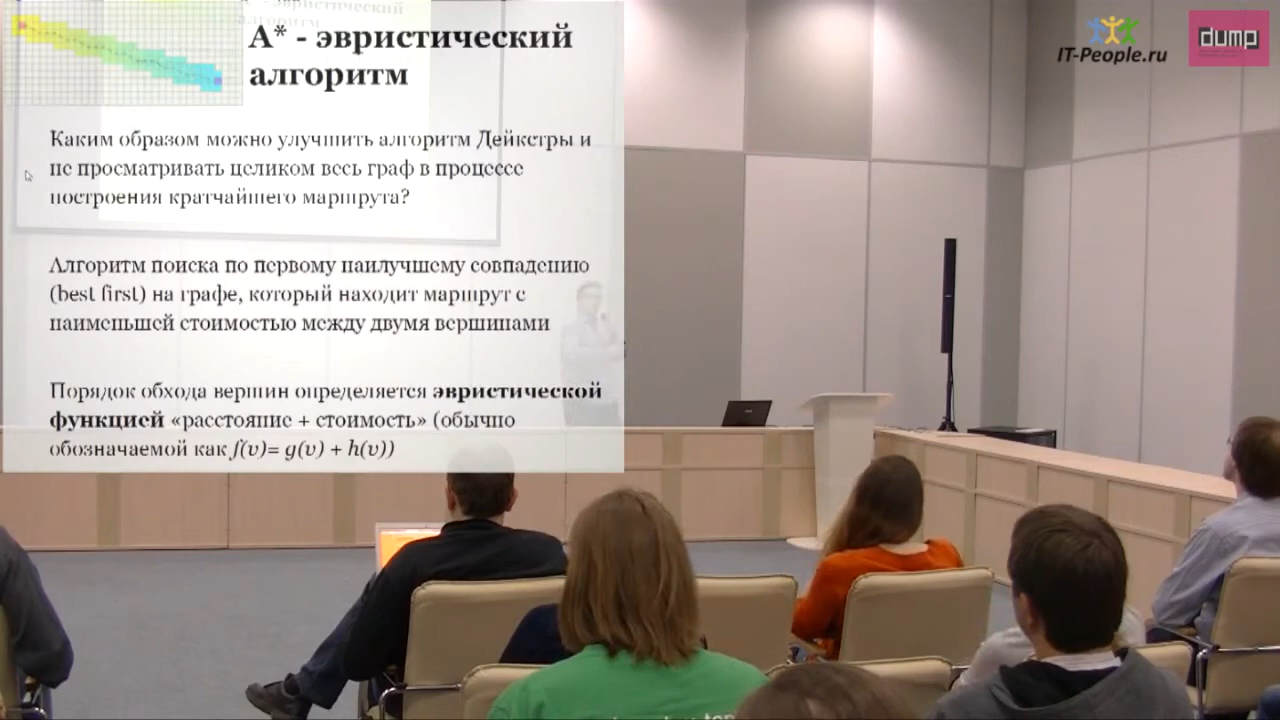 А* - эвристический
алгоритм
Каким образом можно улучшить алгоритм Дейкстры и
не просматривать целиком весь граф в процессе
построения кратчайшего маршрута?
Алгоритм поиска по первому наилучшему совпадению
(best first) на графе, который находит маршрут с
наименьшей стоимостью между двумя вершинами
Порядок обхода вершин определяется эвристической
функцией «расстояние + стоимость» (обычно
обозначаемой как f(v)= g(v) + h(v))
IT-People.ru
dump